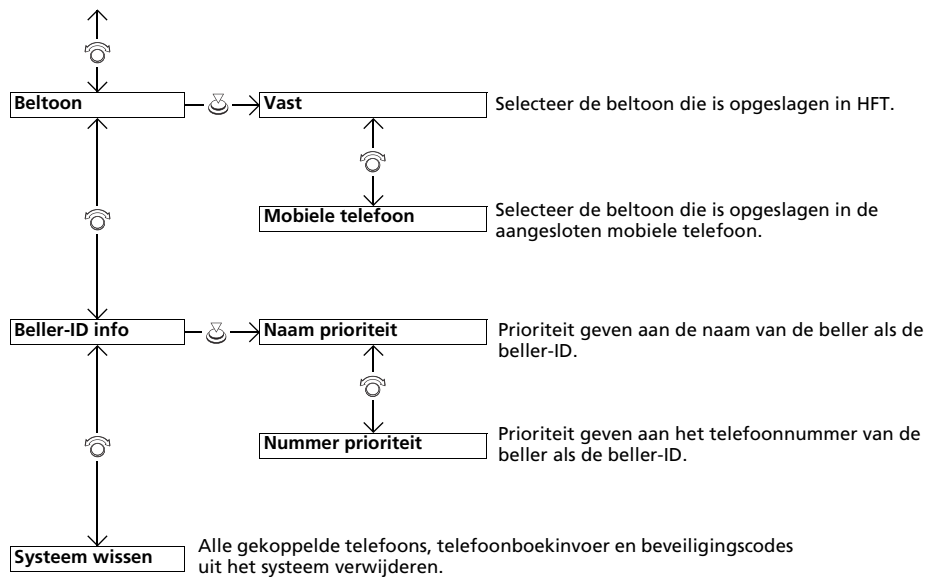 Beltoon
Vast
Selecteer de beltoon die is opgeslagen in HFT.
Mobiele telefoon
Selecteer de beltoon die is opgeslagen in de
aangesloten mobiele telefoon.
Beller-ID info
Naam prioriteit
Prioriteit geven aan de naam van de beller als de
beller-ID.
Nummer prioriteit
Prioriteit geven aan het telefoonnummer van de
beller als de beller-ID.
Systeem wissen
Alle gekoppelde telefoons, telefoonboekinvoer en beveiligingscodes
uit het systeem verwijderen.